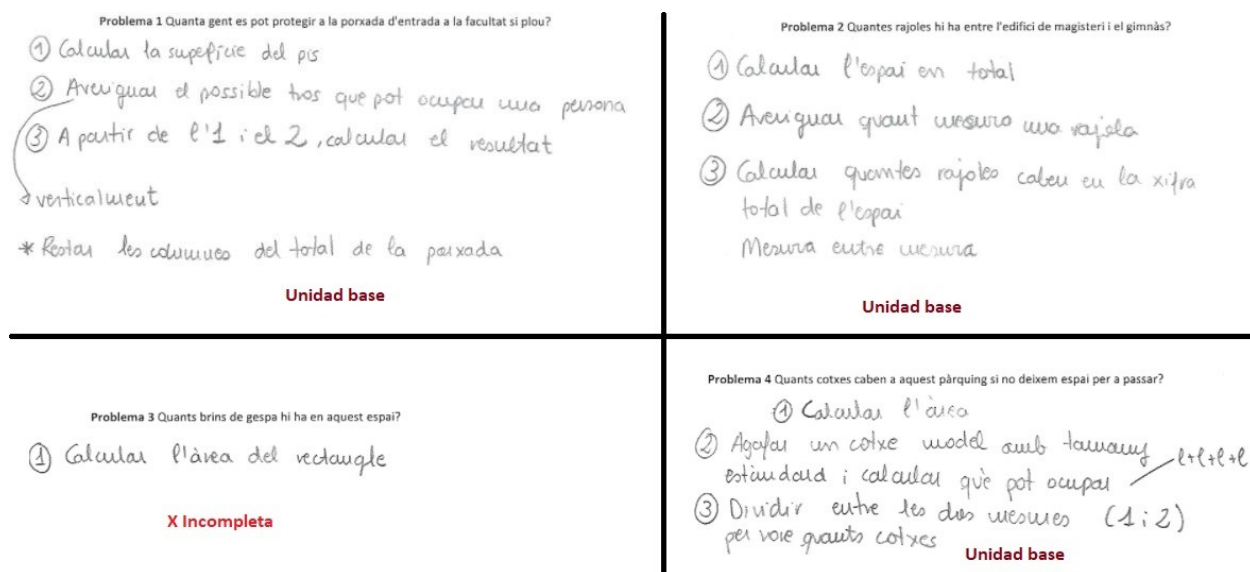 Problema 1 Quanta gent es pot protegir a la porxada d'entrada a la facultat si plou?
① Calcular la superfície del pis
② Averiguar el possible tros que pot ocupar una persona
③ A partir de l'1 i el 2, calcular el resultat
verticalment
* Restar les columnes del total de la porxada
Unidad base
Problema 2 Quantes rajoles hi ha entre l'edifici de magisteri i el gimnàs?
① Calcular l'espai en total
② Averiguar quant mesura una rajola
③ Calcular quantes rajoles caben en la xifra
total de l'espai
Mesura entre mesura
Unidad base
Problema 3 Quants brins de gespa hi ha en aquest espai?
① Calcular l'àrea del rectangle
X Incompleta
Problema 4 Quants cotxes caben a aquest pàrquing si no deixem espai per a passar?
① Calcular l'àrea
② Agafar un cotxe model amb tamany
estàndard i calcular què pot ocupar l+l+l+l
③ Dividir entre les dos mesures (1 i 2)
per vore quants cotxes
Unidad base